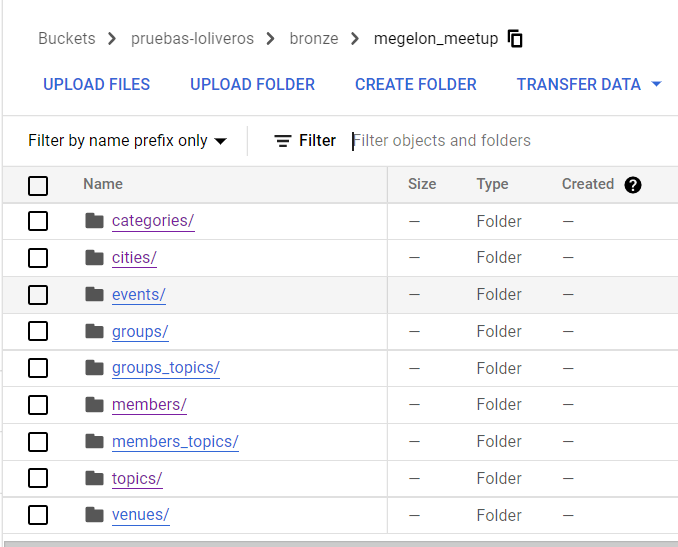 Buckets > pruebas-loliveros > bronze > megelon_meetup
UPLOAD FILES UPLOAD FOLDER CREATE FOLDER TRANSFER DATA
Filter by name prefix only Filter Filter objects and folders
Name Size Type Created ?
categories/ — Folder —
cities/ — Folder —
events/ — Folder —
groups/ — Folder —
groups_topics/ — Folder —
members/ — Folder —
members_topics/ — Folder —
topics/ — Folder —
venues/ — Folder —